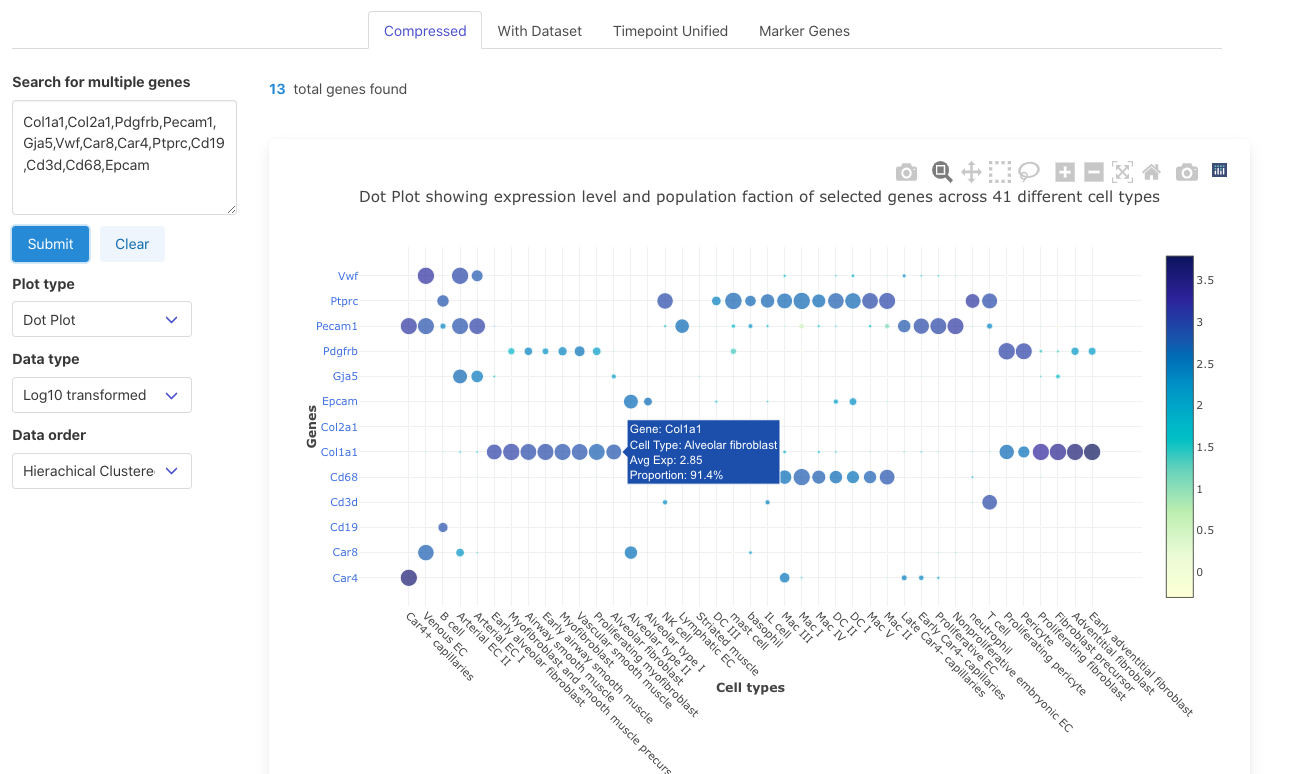 Compressed
With Dataset
Timepoint Unified
Marker Genes
Search for multiple genes
Col1a1,Col2a1,Pdgfrb,Pecam1,
Gja5,Vwf,Car8,Car4,Ptprc,Cd19
,Cd3d,Cd68,Epcam
Submit
Clear
Plot type
Dot Plot
Data type
Log10 transformed
Data order
Hierachical Clustere
13 total genes found
Dot Plot showing expression level and population faction of selected genes across 41 different cell types
Genes
Vwf
Ptprc
Pecam1
Pdgfrb
Gja5
Epcam
Col2a1
Col1a1
Cd68
Cd3d
Cd19
Car8
Car4
Gene: Col1a1
Cell Type: Alveolar fibroblast
Avg Exp: 2.85
Proportion: 91.4%
3.5
3
2.5
2
1.5
1
0.5
0
Car4+ capillaries
Venous EC
B cell
Arterial EC II
Arterial EC I
Early alveolar fibroblast
Myofibroblast and smooth muscle precurs
Airway smooth muscle
Early airway smooth muscle
Myofibroblast
Vascular smooth muscle
Proliferating myofibroblast
Alveolar fibroblast
Alveolar type II
Alveolar type I
NK cell
Lymphatic EC
Striated muscle
DC III
mast cell
basophil
IL cell
Mac III
Mac I
Mac IV
DC II
DC I
Mac V
Mac II
Late Car4- capillaries
Early Car4- capillaries
Proliferative EC
Nonproliferative embryonic EC
neutrophil
T cell
Proliferating pericyte
Pericyte
Proliferating fibroblast
Fibroblast precursor
Adventitial fibroblast
Early adventitial fibroblast
Cell types